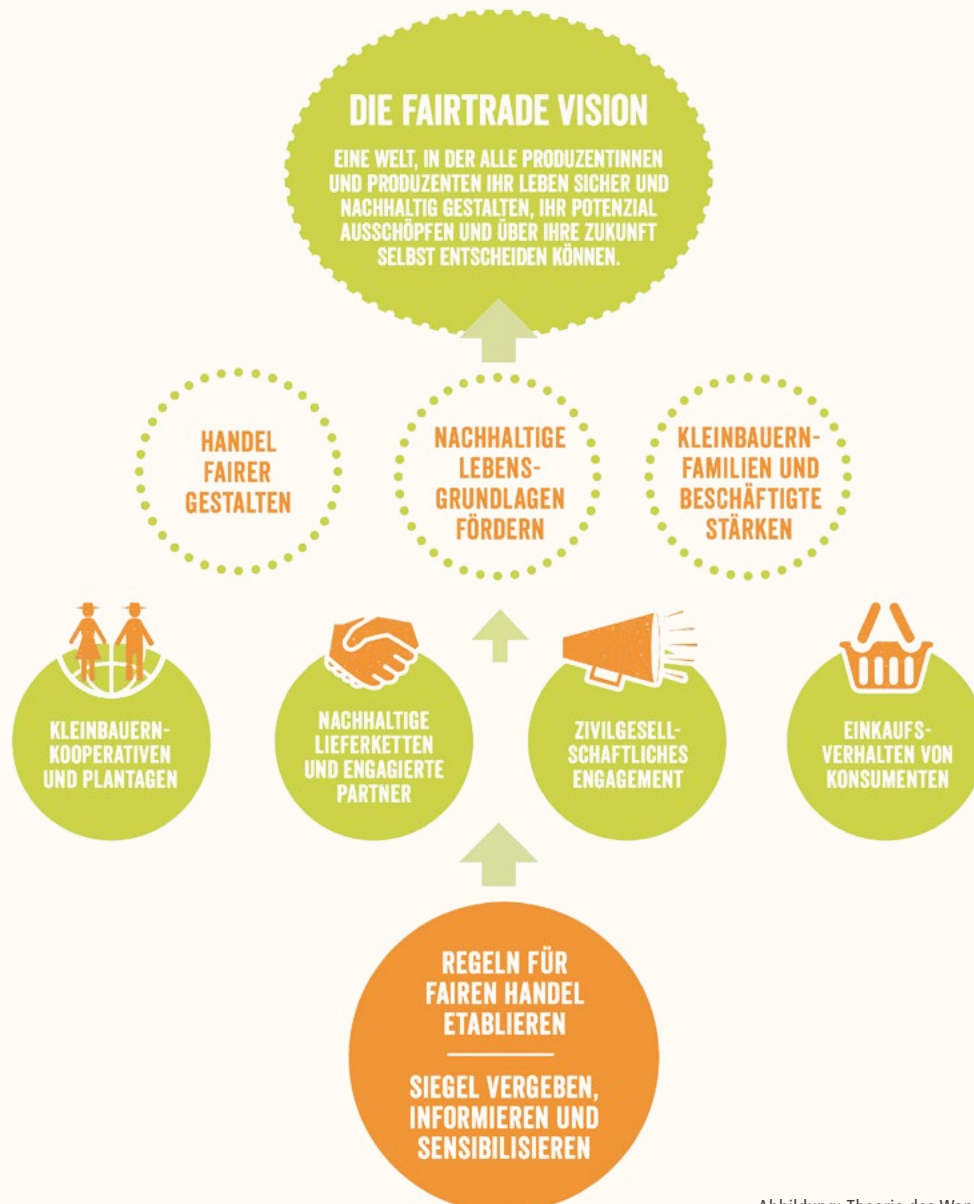 DIE FAIRTRADE VISION
EINE WELT, IN DER ALLE PRODUZENTINNEN
UND PRODUZENTEN IHR LEBEN SICHER UND
NACHHALTIG GESTALTEN, IHR POTENZIAL
AUSSCHÖPFEN UND ÜBER IHRE ZUKUNFT
SELBST ENTSCHEIDEN KÖNNEN.
HANDEL
FAIRER
GESTALTEN
NACHHALTIGE
LEBENS-
GRUNDLAGEN
FÖRDERN
KLEINBAUERN-
FAMILIEN UND
BESCHÄFTIGTE
STÄRKEN
KLEINBAUERN-
KOOPERATIVEN
UND PLANTAGEN
NACHHALTIGE
LIEFERKETTEN
UND ENGAGIERTE
PARTNER
ZIVILGESELL-
SCHAFTLICHES
ENGAGEMENT
EINKAUFS-
VERHALTEN VON
KONSUMENTEN
REGELN FÜR
FAIREN HANDEL
ETABLIEREN
SIEGEL VERGEBEN,
INFORMIEREN UND
SENSIBILISIEREN
Abbildung: Theorie des